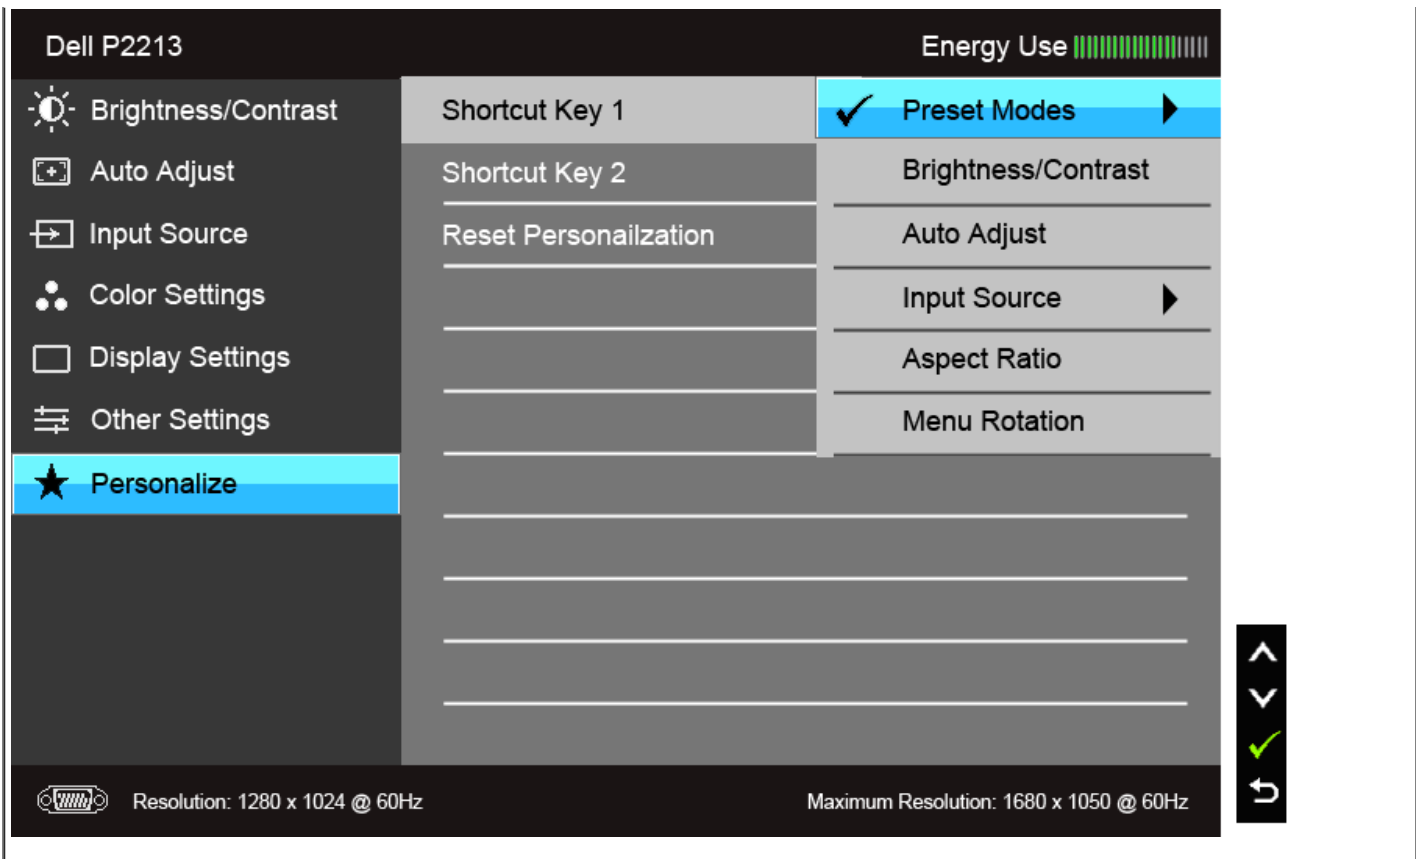 Dell P2213
Energy Use
Brightness/Contrast
Auto Adjust
Input Source
Color Settings
Display Settings
Other Settings
Personalize
Shortcut Key 1
Shortcut Key 2
Reset Personailzation
Preset Modes
Brightness/Contrast
Auto Adjust
Input Source
Aspect Ratio
Menu Rotation
Resolution: 1280 x 1024 @ 60Hz
Maximum Resolution: 1680 x 1050 @ 60Hz